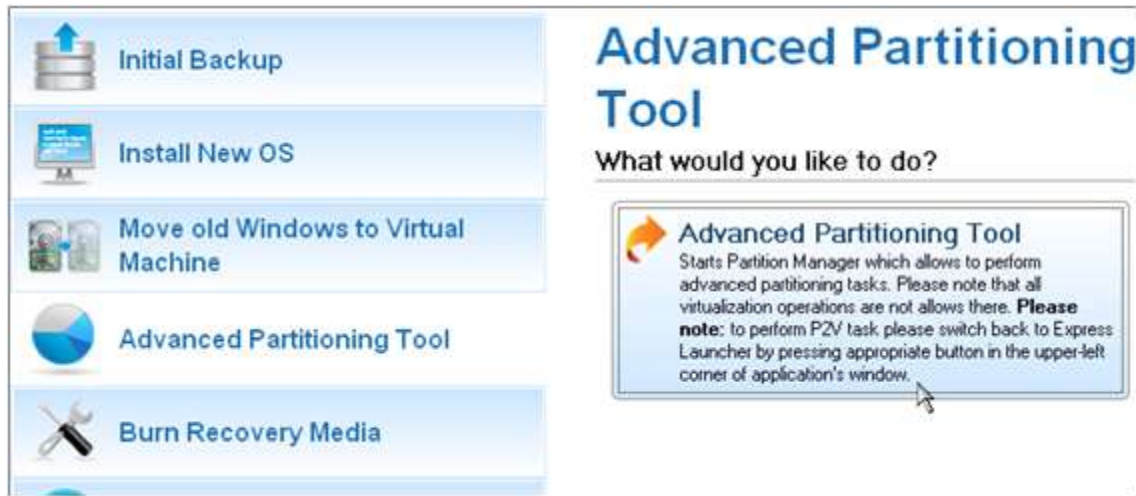 Initial Backup
Install New OS
Move old Windows to Virtual
Machine
Advanced Partitioning Tool
Burn Recovery Media
Advanced Partitioning
Tool
What would you like to do?
Advanced Partitioning Tool
Starts Partition Manager which allows to perform
advanced partitioning tasks. Please note that all
virtualization operations are not allows there. Please
note: to perform P2V task please switch back to Express
Launcher by pressing appropriate button in the upper-left
corner of application's window.